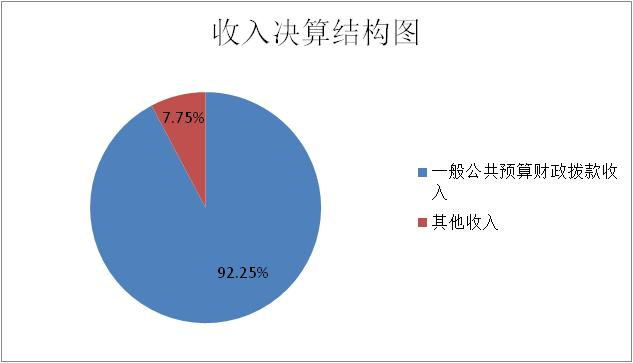 收入决算结构图
7.75%
92.25%
一般公共预算财政拨款收
入
其他收入